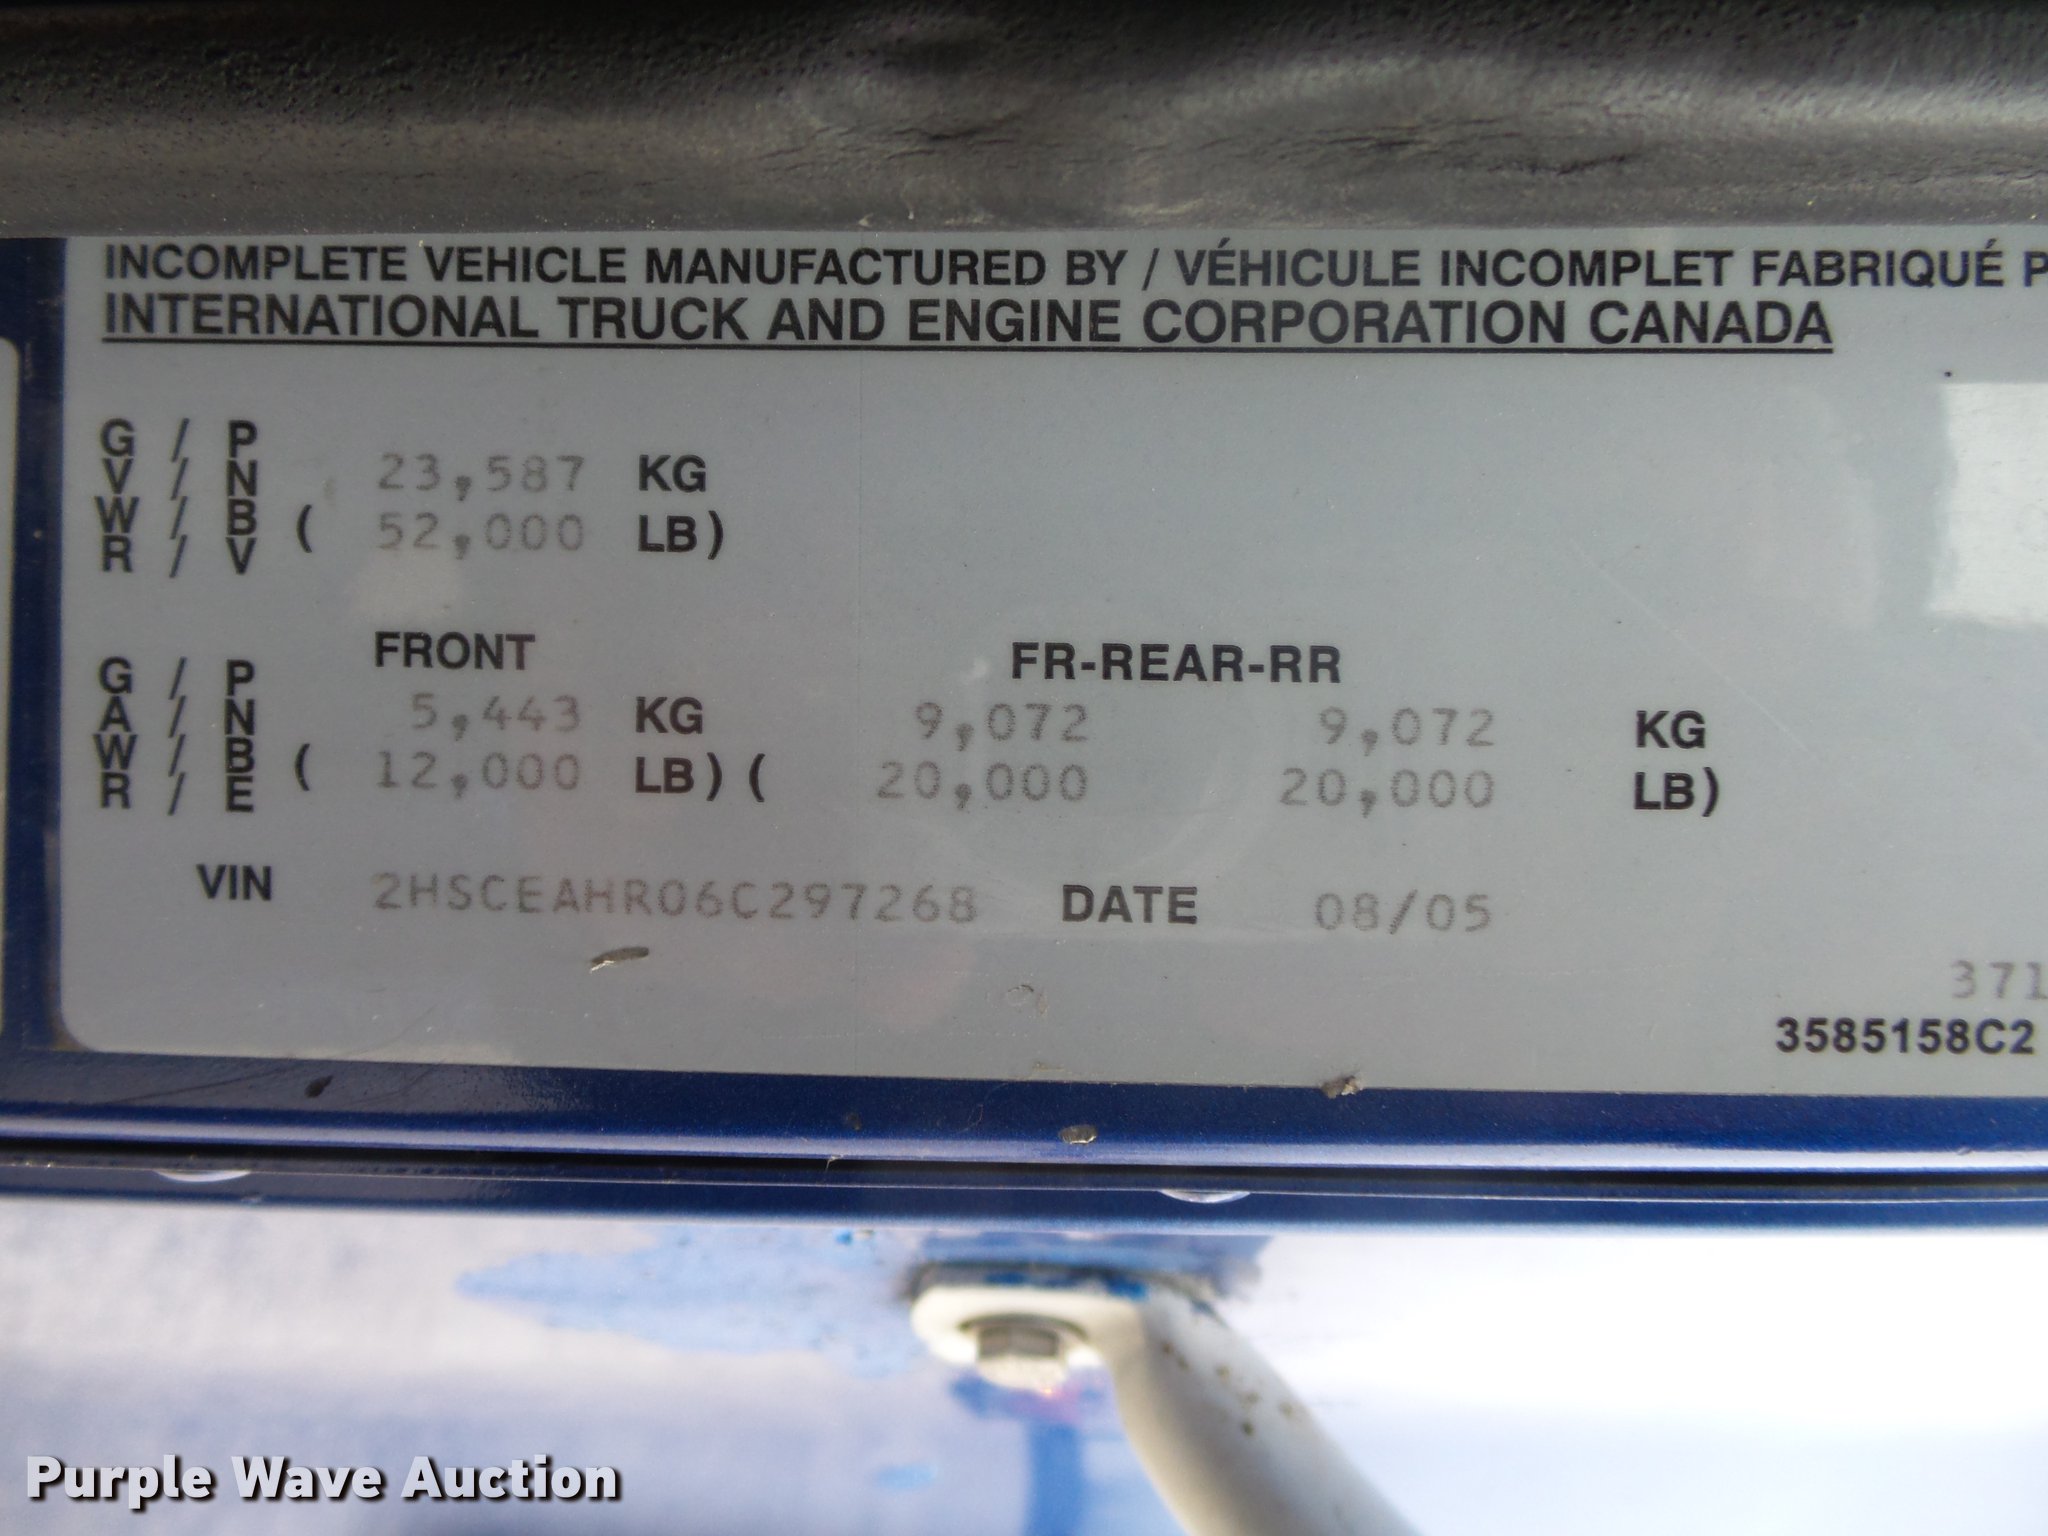 INCOMPLETE VEHICLE MANUFACTURED BY / VÉHICULE INCOMPLET FABRIQUÉ P
INTERNATIONAL TRUCK AND ENGINE CORPORATION CANADA
G / P
V / N 23,587 KG
W / B ( 52,000 LB)
R / V
FRONT FR-REAR-RR
G / P
A / N 5,443 KG 9,072 9,072 KG
W / B ( 12,000 LB) ( 20,000 20,000 LB)
R / E
VIN 2HSCEAHR06C297268 DATE 08/05
371
3585158C2
Purple Wave Auction